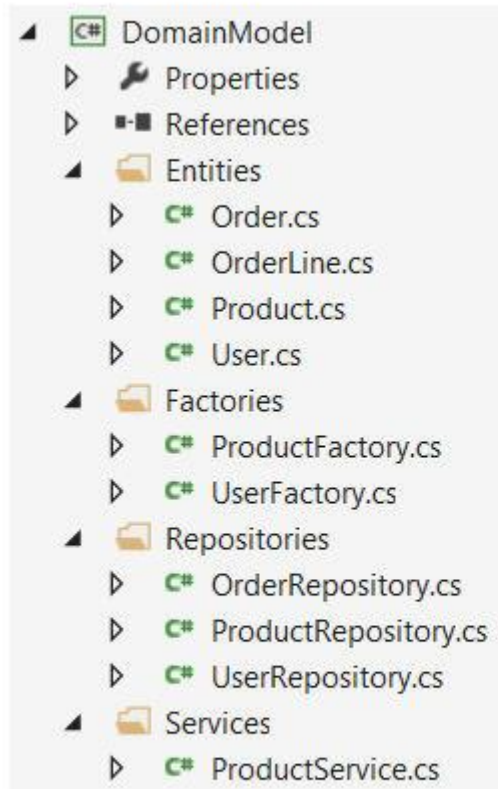 C# DomainModel
Properties
References
Entities
C# Order.cs
C# OrderLine.cs
C# Product.cs
C# User.cs
Factories
C# ProductFactory.cs
C# UserFactory.cs
Repositories
C# OrderRepository.cs
C# ProductRepository.cs
C# UserRepository.cs
Services
C# ProductService.cs